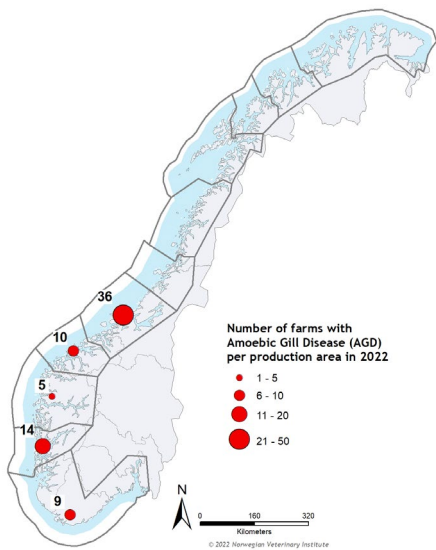 36
10
5
14
9
Number of farms with
Amoebic Gill Disease (AGD)
per production area in 2022
1 - 5
6 - 10
11 - 20
21 - 50
N
0 160 320
Kilometers
© 2022 Norwegian Veterinary Institute